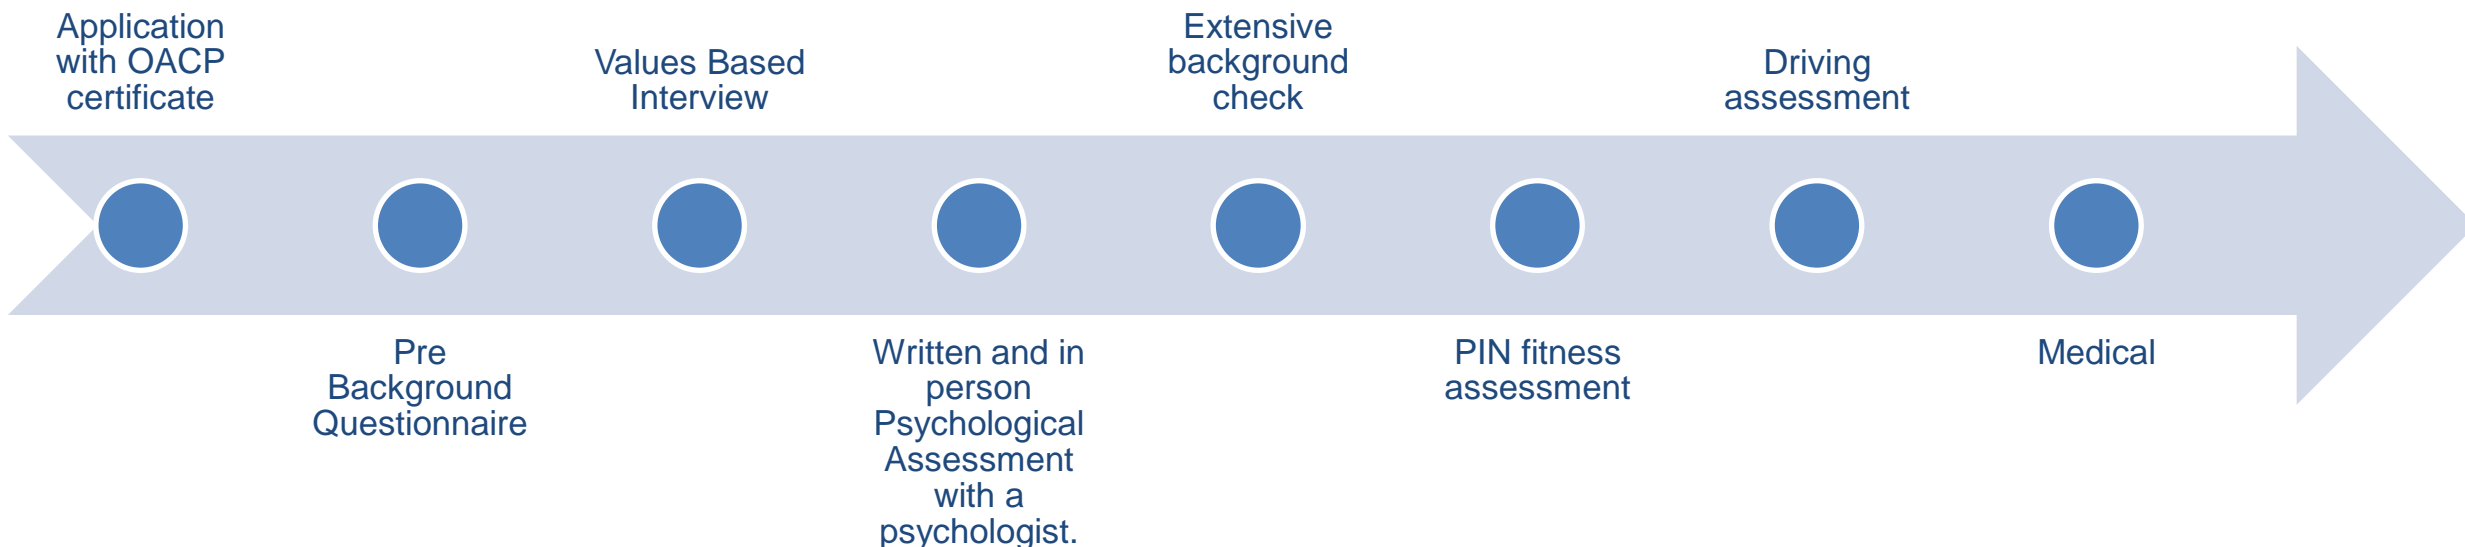 Application
with OACP
certificate
Pre
Background
Questionnaire
Values Based
Interview
Written and in
person
Psychological
Assessment
with a
psychologist.
Extensive
background
check
PIN fitness
assessment
Driving
assessment
Medical